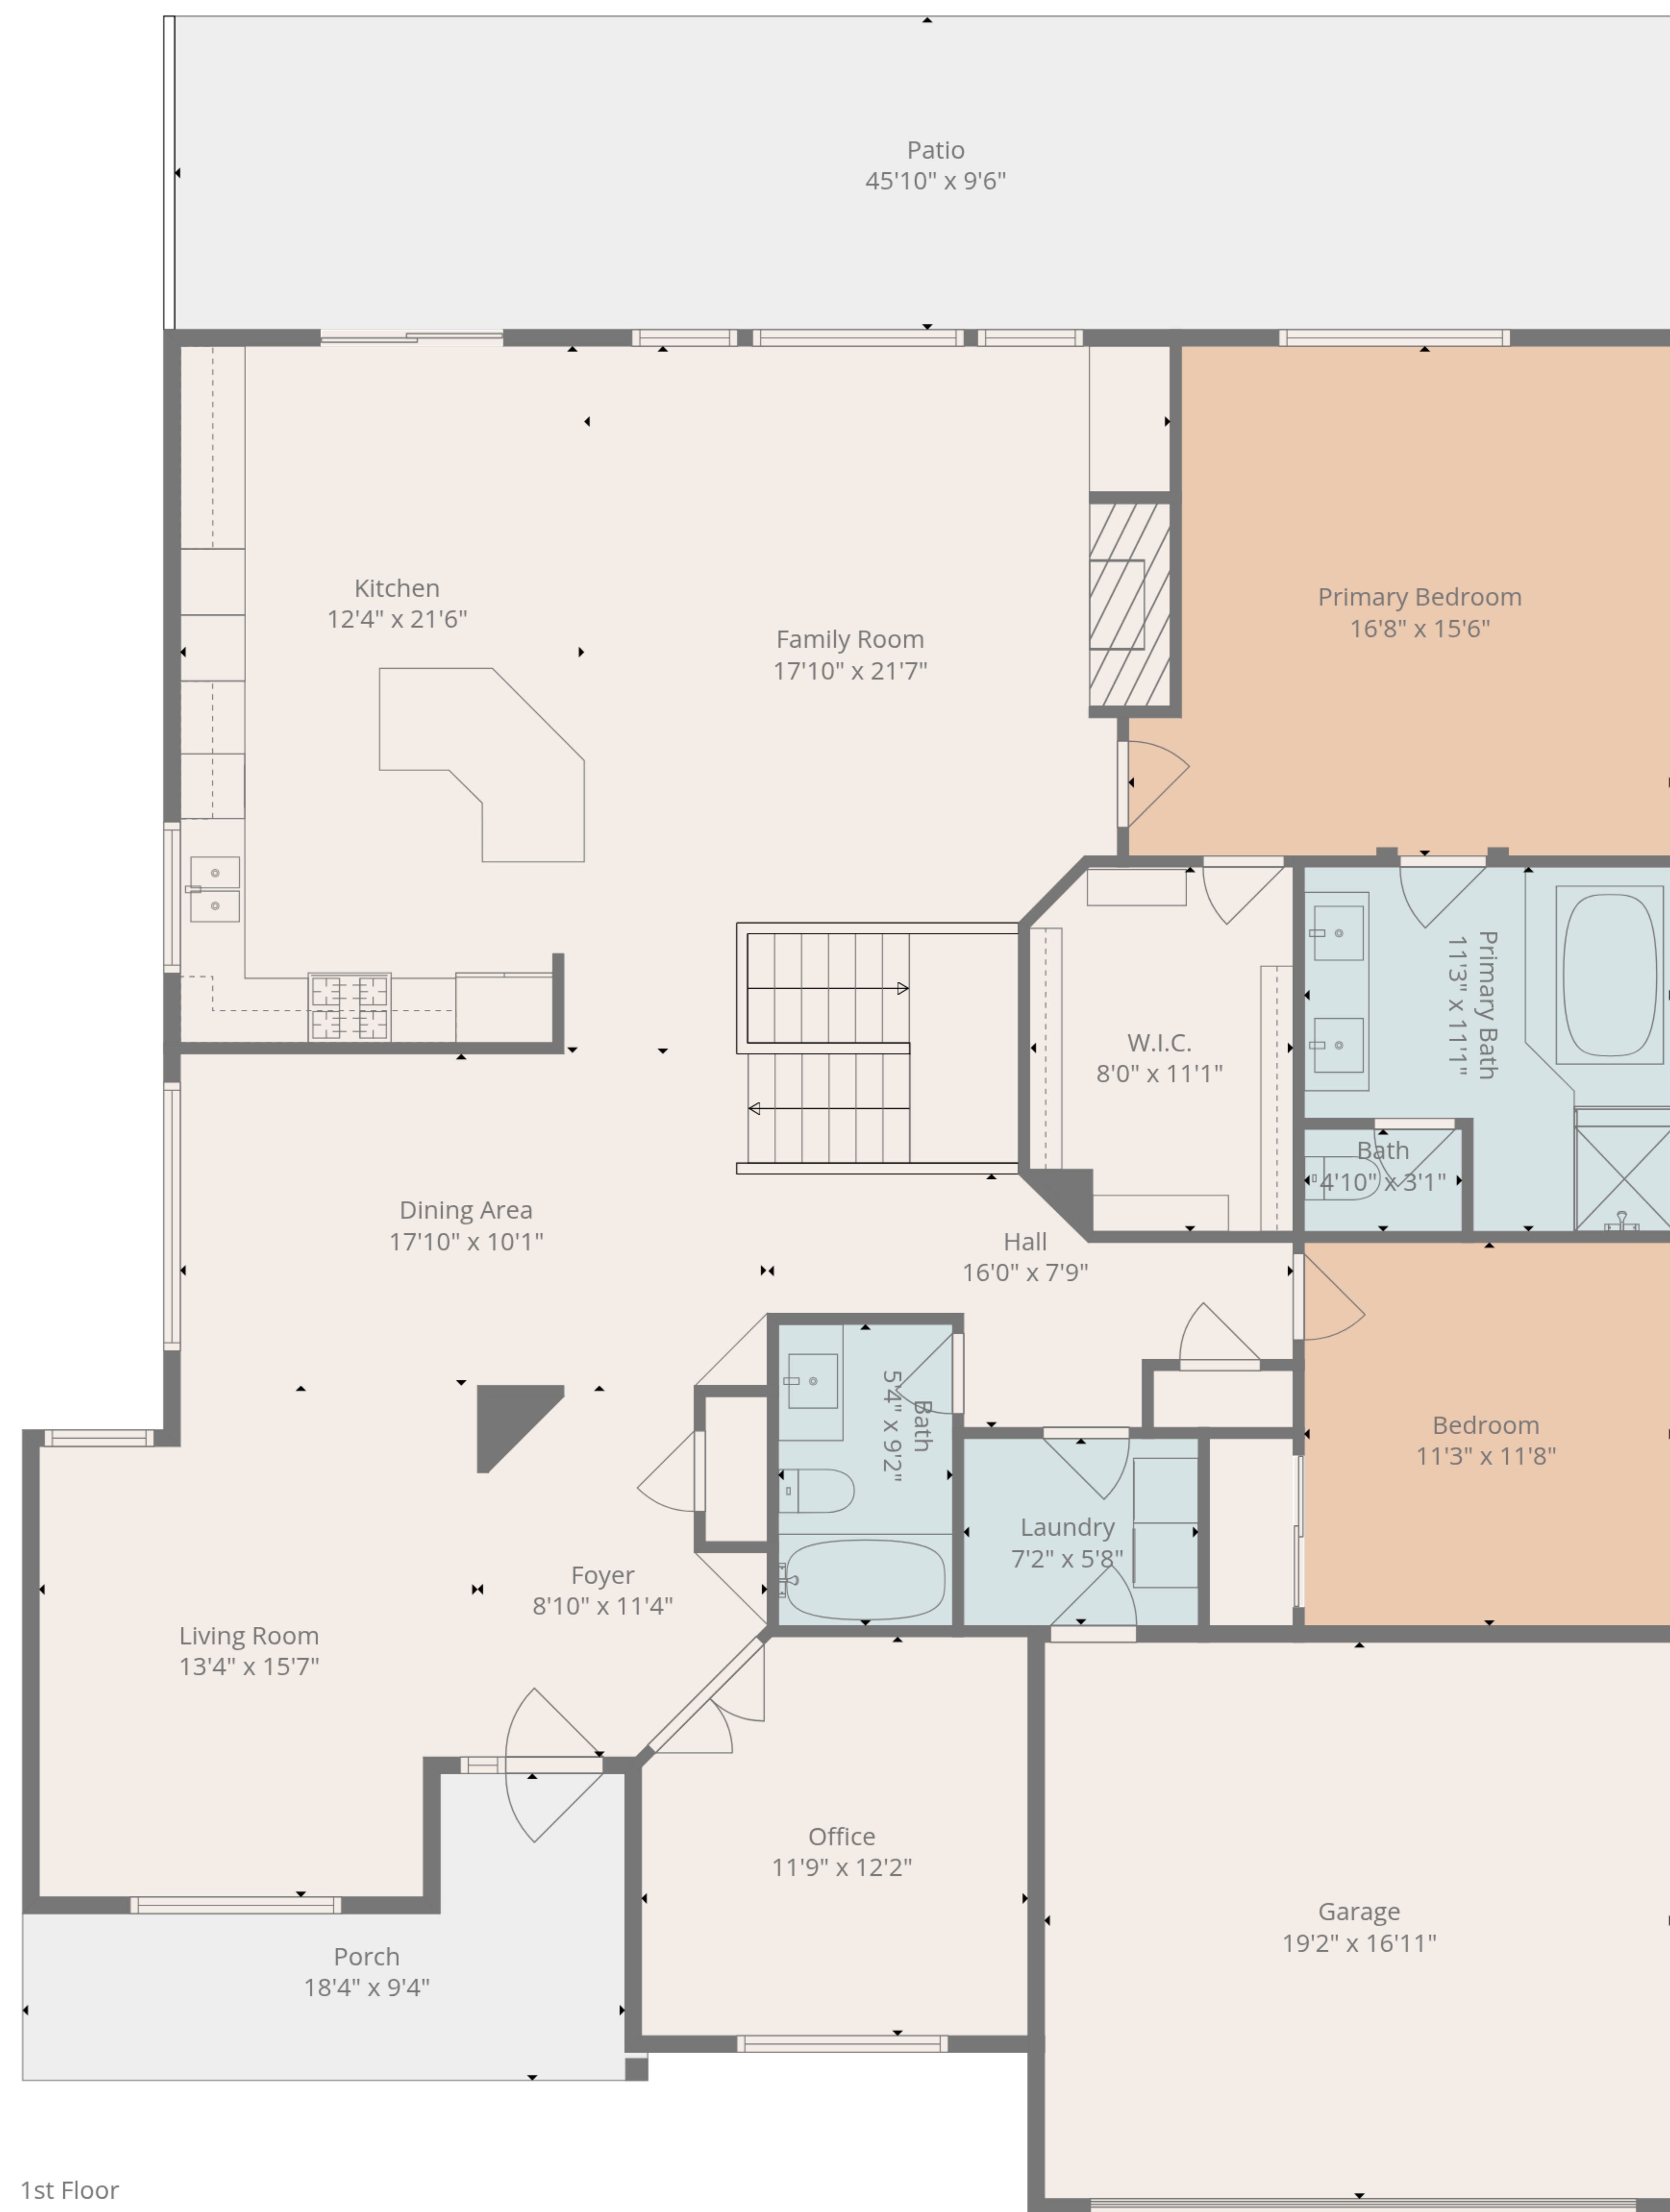 Patio
45'10" x 9'6"
Kitchen
12'4" x 21'6"
Family Room
17'10" x 21'7"
Primary Bedroom
16'8" x 15'6"
W.I.C.
8'0" x 11'1"
Primary Bath
11'3" x 11'1"
Bath
4'10" x 3'1"
Dining Area
17'10" x 10'1"
Hall
16'0" x 7'9"
Bath
5'4" x 9'2"
Bedroom
11'3" x 11'8"
Laundry
7'2" x 5'8"
Foyer
8'10" x 11'4"
Living Room
13'4" x 15'7"
Office
11'9" x 12'2"
Garage
19'2" x 16'11"
Porch
18'4" x 9'4"
1st Floor